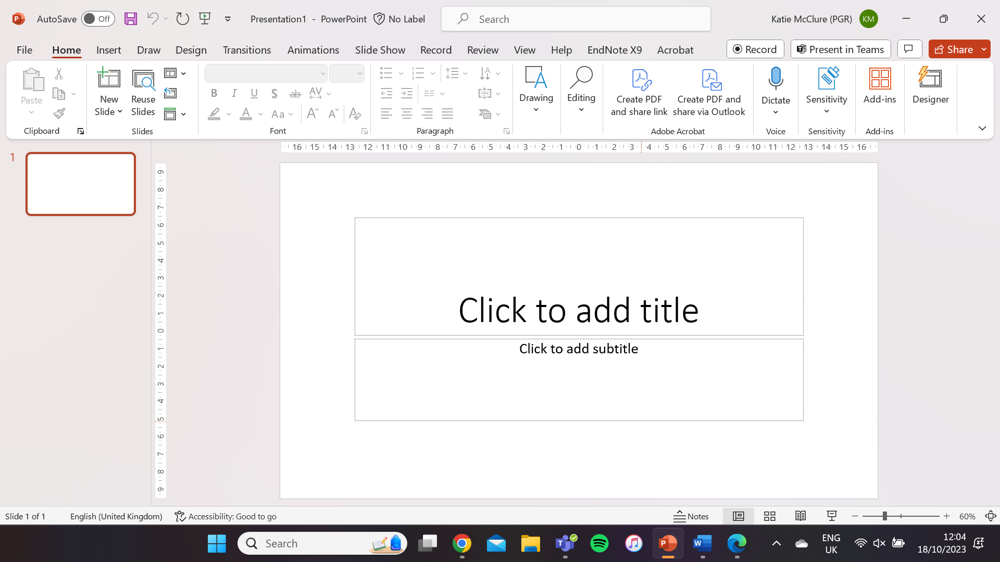 AutoSave Off Presentation1 - PowerPoint No Label Search Katie McClure (PGR) KM
File Home Insert Draw Design Transitions Animations Slide Show Record Review View Help EndNote X9 Acrobat Record Present in Teams Share
Paste
New
Slide
Reuse
Slides
B I U S ab AV
A Aa A A A
Drawing
Editing
Create PDF
and share link
Create PDF and
share via Outlook
Dictate
Sensitivity
Add-ins
Designer
Clipboard Slides Font Paragraph Adobe Acrobat Voice Sensitivity Add-ins
16 15 14 13 12 11 10 9 8 7 6 5 4 3 2 1 0 1 2 3 4 5 6 7 8 9 10 11 12 13 14 15 16
1
9 8 7 6 5 4 3 2 1 0 1 2 3 4 5 6 7 8 9
Click to add title
Click to add subtitle
Slide 1 of 1 English (United Kingdom) Accessibility: Good to go Notes 60%
Search
ENG
UK
12:04
18/10/2023